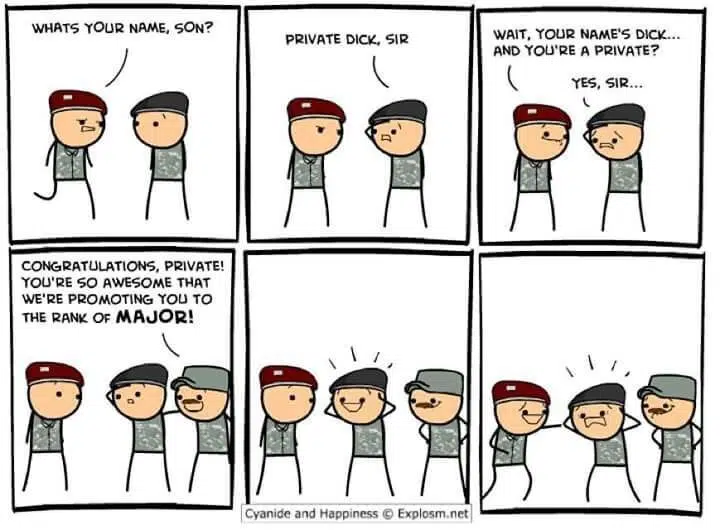 WHATS YOUR NAME, SON?
PRIVATE DICK, SIR
WAIT, YOUR NAME'S DICK...
AND YOU'RE A PRIVATE?
YES, SIR...
CONGRATULATIONS, PRIVATE!
YOU'RE SO AWESOME THAT
WE'RE PROMOTING YOU TO
THE RANK OF MAJOR!
Cyanide and Happiness © Explosm.net